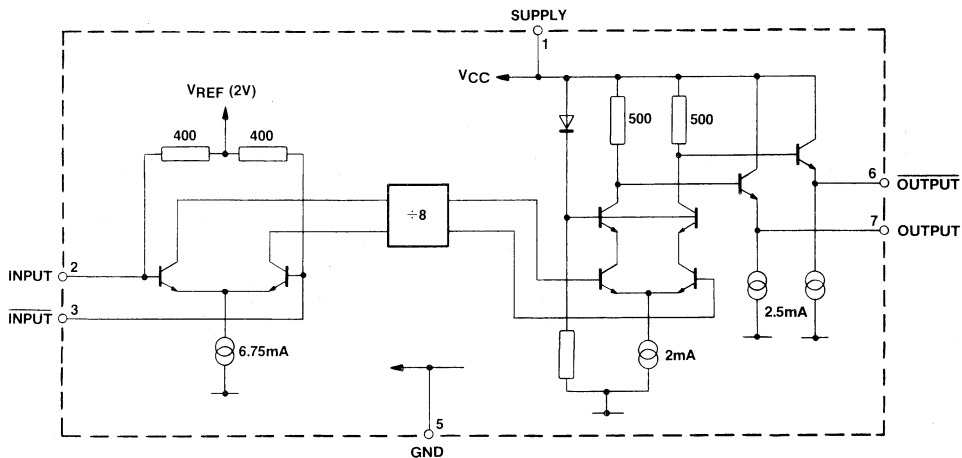 SUPPLY
1
VCC
VREF (2V)
400 400
500 500
6
OUTPUT
÷8
7
OUTPUT
INPUT 2
INPUT 3
2.5mA
6.75mA
2mA
5
GND